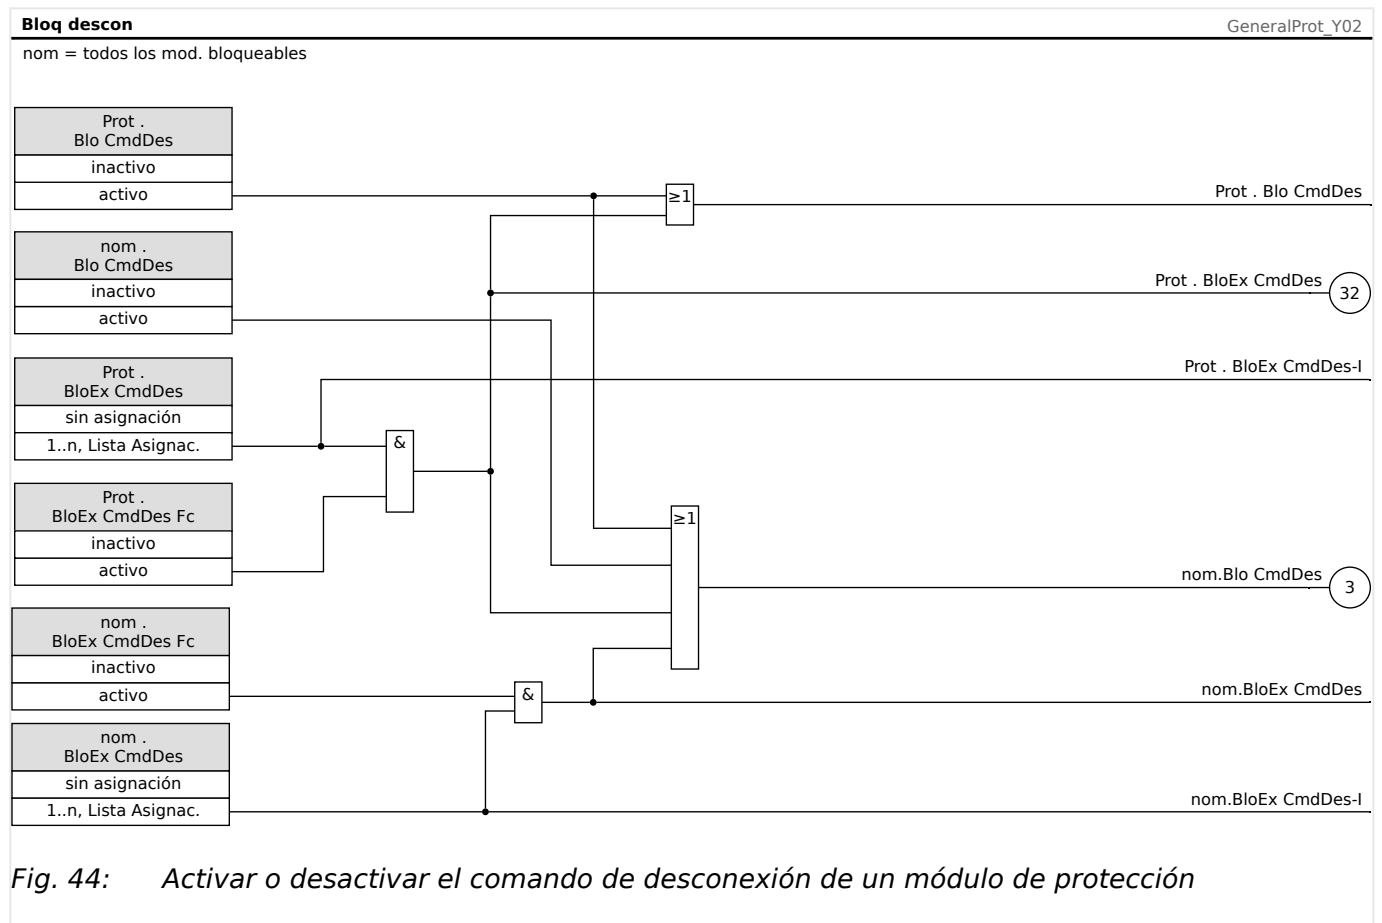 Bloq descon
GeneralProt_Y02
nom = todos los mod. bloqueables
Prot .
Blo CmdDes
inactivo
activo
≥1
Prot . Blo CmdDes
nom .
Blo CmdDes
inactivo
activo
Prot . BloEx CmdDes
32
Prot .
BloEx CmdDes
sin asignación
1..n, Lista Asignac.
Prot . BloEx CmdDes-I
&
Prot .
BloEx CmdDes Fc
inactivo
activo
≥1
nom.Blo CmdDes
3
nom .
BloEx CmdDes Fc
inactivo
activo
&
nom.BloEx CmdDes
nom .
BloEx CmdDes
sin asignación
1..n, Lista Asignac.
nom.BloEx CmdDes-I
Fig. 44: Activar o desactivar el comando de desconexión de un módulo de protección